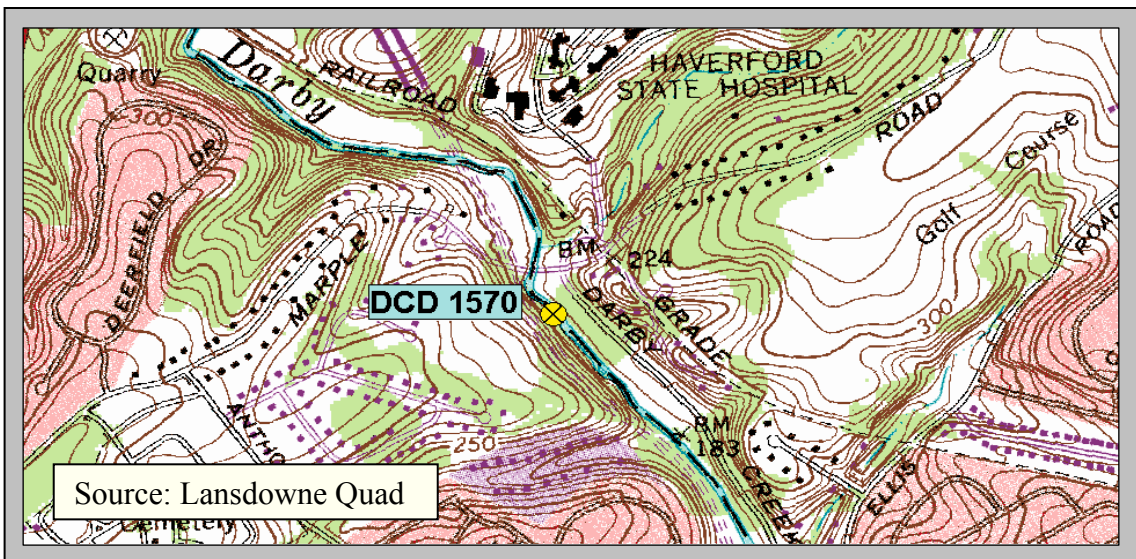 Quarry
Darby
RAILROAD
HAVERFORD
STATE HOSPITAL
ROAD
Golf Course
ROAD
300
DEERFIELD DR
MARPLE
BM
224
DCD 1570
DARBY
GRADE
300
250
BM
183
CREEK
ELLIS
Source: Lansdowne Quad
Cemetery